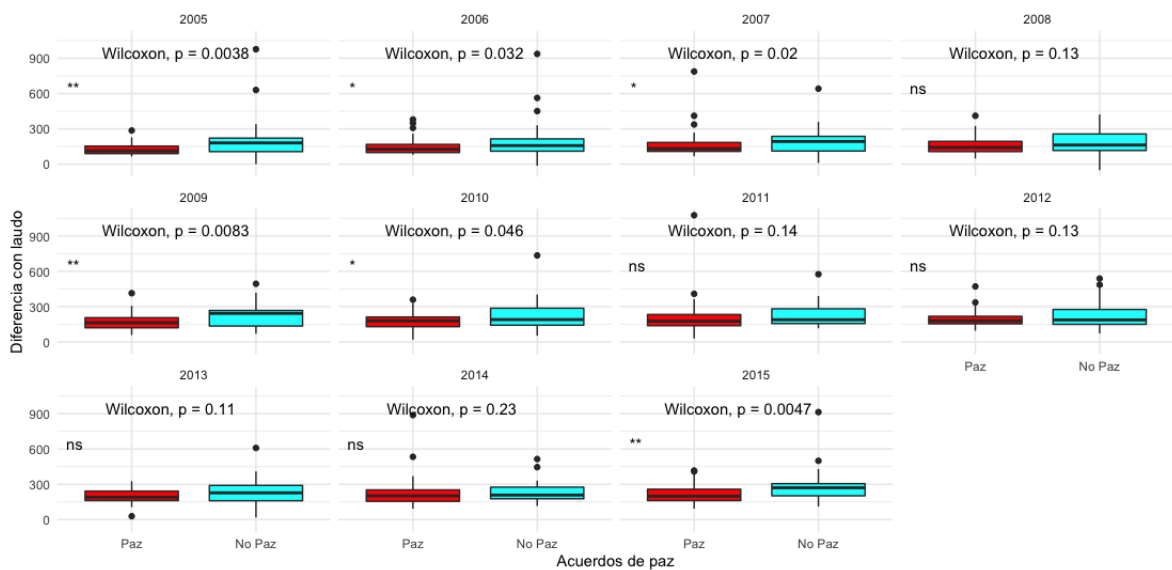 2005
2006
2007
2008
Wilcoxon, p = 0.0038
Wilcoxon, p = 0.032
Wilcoxon, p = 0.02
Wilcoxon, p = 0.13
**
*
*
ns
900
600
300
0
2009
2010
2011
2012
Wilcoxon, p = 0.0083
Wilcoxon, p = 0.046
Wilcoxon, p = 0.14
Wilcoxon, p = 0.13
**
*
ns
ns
900
600
300
0
Paz
No Paz
2013
2014
2015
Wilcoxon, p = 0.11
Wilcoxon, p = 0.23
Wilcoxon, p = 0.0047
ns
ns
**
900
600
300
0
Paz
No Paz
Paz
No Paz
Paz
No Paz
Diferencia con laudo
Acuerdos de paz